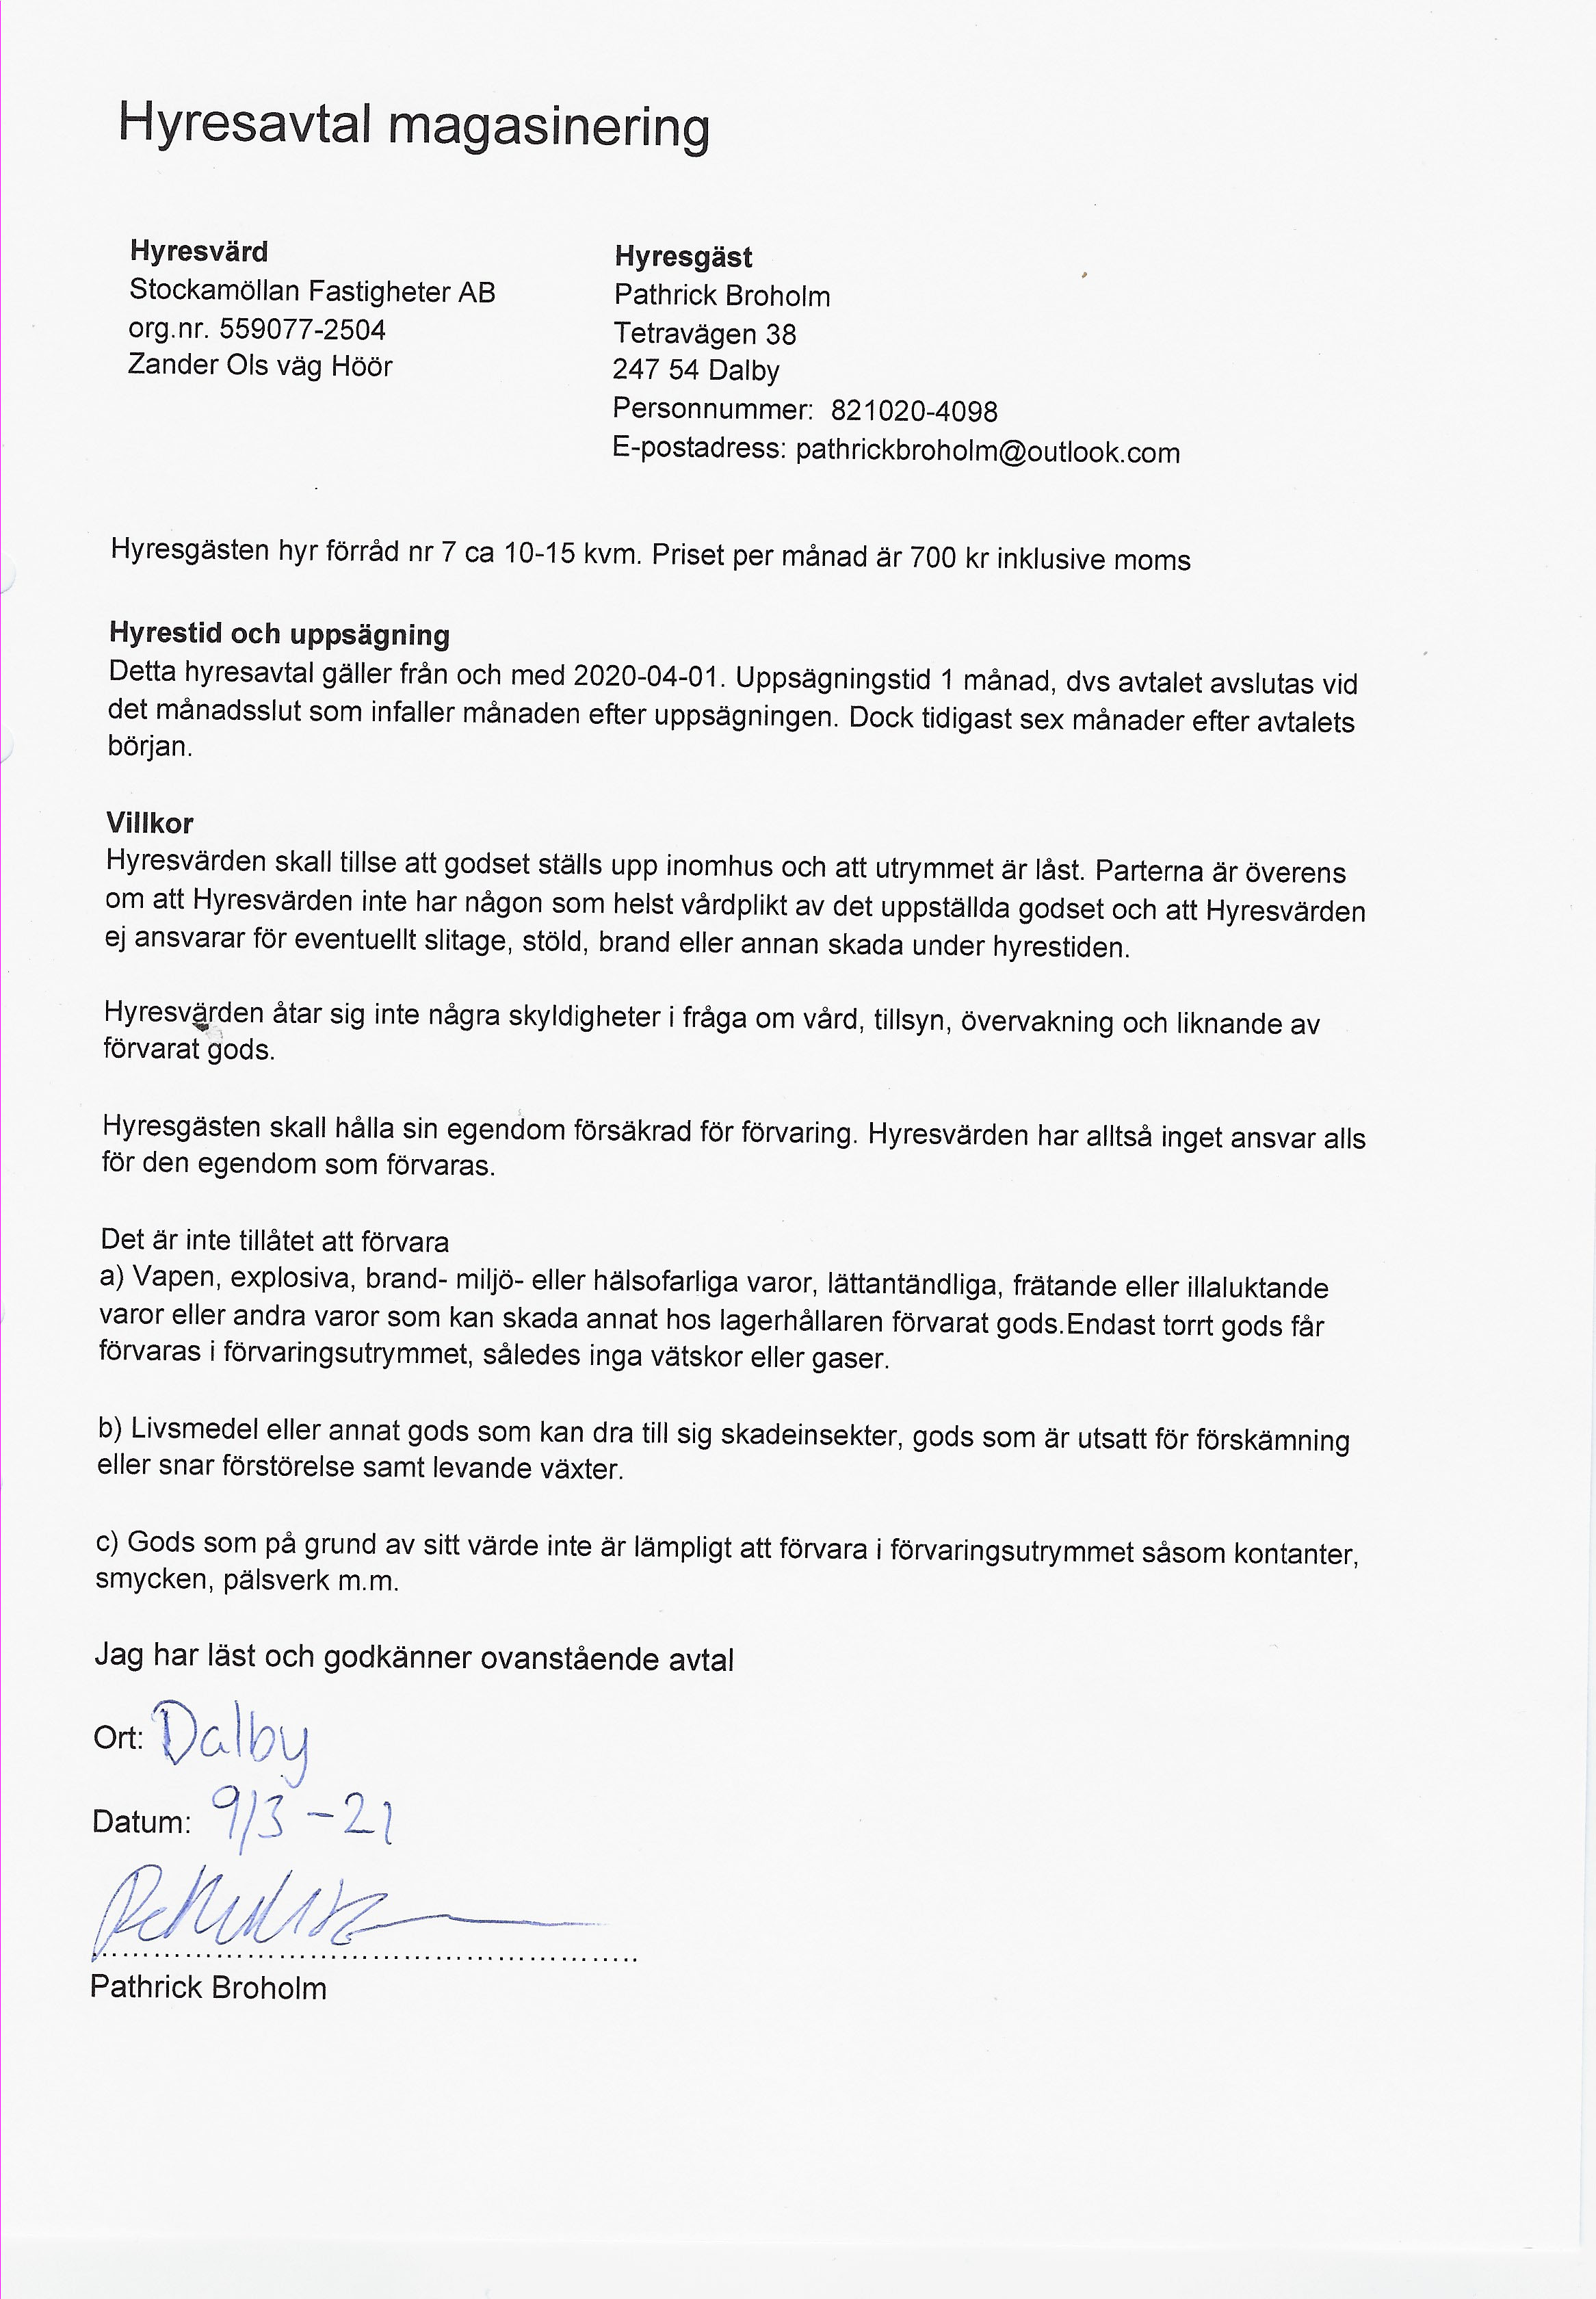 Hyresavtal magasinering
Hyresvärd
Stockamöllan Fastigheter AB
org.nr. 559077-2504
Zander Ols väg Höör
Hyresgäst
Pathrick Broholm
Tetravägen 38
247 54 Dalby
Personnummer: 821020-4098
E-postadress: pathrickbroholm@outlook.com
Hyresgästen hyr förråd nr 7 ca 10-15 kvm. Priset per månad är 700 kr inklusive moms
Hyrestid och uppsägning
Detta hyresavtal gäller från och med 2020-04-01. Uppsägningstid 1 månad, dvs avtalet avslutas vid
det månadsslut som infaller månaden efter uppsägningen. Dock tidigast sex månader efter avtalets
början.
Villkor
Hyresvärden skall tillse att godset ställs upp inomhus och att utrymmet är låst. Parterna är överens
om att Hyresvärden inte har någon som helst vårdplikt av det uppställda godset och att Hyresvärden
ej ansvarar för eventuellt slitage, stöld, brand eller annan skada under hyrestiden.
Hyresvärden åtar sig inte några skyldigheter i fråga om vård, tillsyn, övervakning och liknande av
förvarat gods.
Hyresgästen skall hålla sin egendom försäkrad för förvaring. Hyresvärden har alltså inget ansvar alls
för den egendom som förvaras.
Det är inte tillåtet att förvara
a) Vapen, explosiva, brand- miljö- eller hälsofarliga varor, lättantändliga, frätande eller illaluktande
varor eller andra varor som kan skada annat hos lagerhållaren förvarat gods.Endast torrt gods får
förvaras i förvaringsutrymmet, således inga vätskor eller gaser.
b) Livsmedel eller annat gods som kan dra till sig skadeinsekter, gods som är utsatt för förskämning
eller snar förstörelse samt levande växter.
c) Gods som på grund av sitt värde inte är lämpligt att förvara i förvaringsutrymmet såsom kontanter,
smycken, pälsverk m.m.
Jag har läst och godkänner ovanstående avtal
Ort: Dalby
Datum: 9/3 -21
Pathrick Broholm